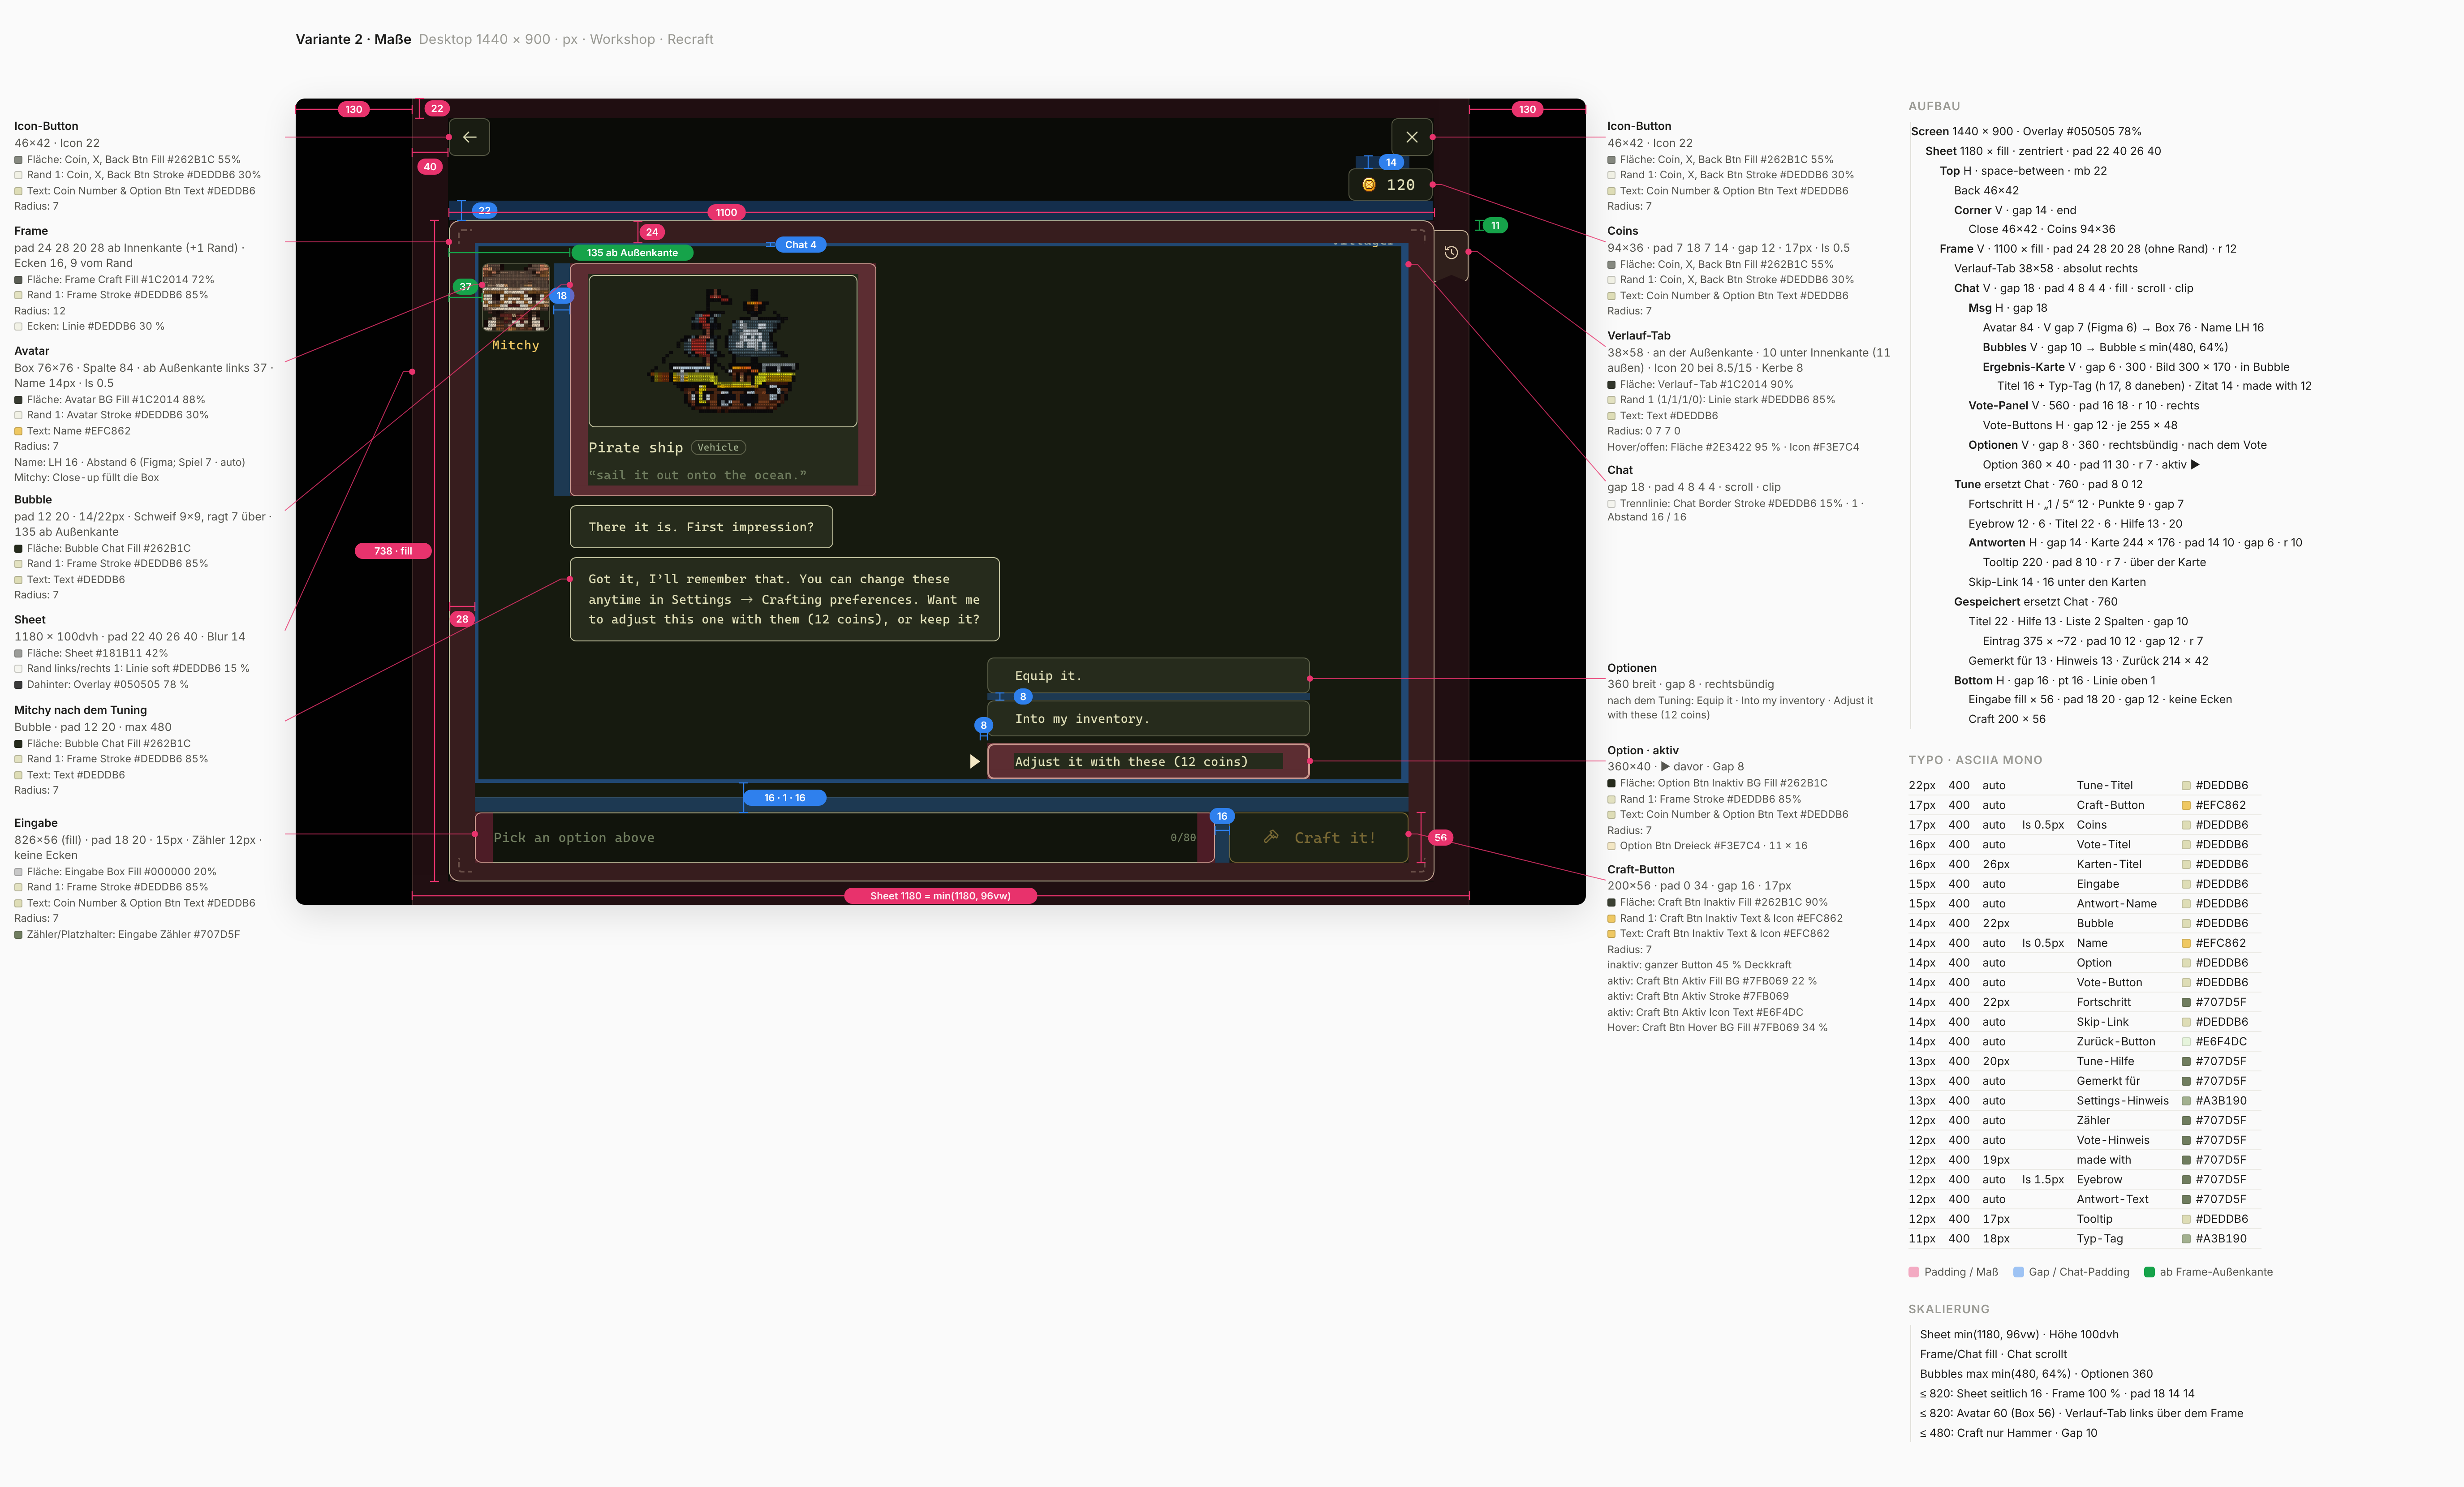 Variante 2 · Maße Desktop 1440 × 900 · px · Workshop · Recraft
Icon-Button
46×42 · Icon 22
Fläche: Coin, X, Back Btn Fill #262B1C 55%
Rand 1: Coin, X, Back Btn Stroke #DEDDB6 30%
Text: Coin Number & Option Btn Text #DEDDB6
Radius: 7
Frame
pad 24 28 20 28 ab Innenkante (+1 Rand) ·
Ecken 16, 9 vom Rand
Fläche: Frame Craft Fill #1C2014 72%
Rand 1: Frame Stroke #DEDDB6 85%
Radius: 12
Ecken: Linie #DEDDB6 30 %
Avatar
Box 76×76 · Spalte 84 · ab Außenkante links 37 ·
Name 14px · ls 0.5
Fläche: Avatar BG Fill #1C2014 88%
Rand 1: Avatar Stroke #DEDDB6 30%
Text: Name #EFC862
Radius: 7
Name: LH 16 · Abstand 6 (Figma; Spiel 7 · auto)
Mitchy: Close-up füllt die Box
Bubble
pad 12 20 · 14/22px · Schweif 9×9, ragt 7 über ·
135 ab Außenkante
Fläche: Bubble Chat Fill #262B1C
Rand 1: Frame Stroke #DEDDB6 85%
Text: Text #DEDDB6
Radius: 7
Sheet
1180 × 100dvh · pad 22 40 26 40 · Blur 14
Fläche: Sheet #181B11 42%
Rand links/rechts 1: Linie soft #DEDDB6 15 %
Dahinter: Overlay #050505 78 %
Mitchy nach dem Tuning
Bubble · pad 12 20 · max 480
Fläche: Bubble Chat Fill #262B1C
Rand 1: Frame Stroke #DEDDB6 85%
Text: Text #DEDDB6
Radius: 7
Eingabe
826×56 (fill) · pad 18 20 · 15px · Zähler 12px ·
keine Ecken
Fläche: Eingabe Box Fill #000000 20%
Rand 1: Frame Stroke #DEDDB6 85%
Text: Coin Number & Option Btn Text #DEDDB6
Radius: 7
Zähler/Platzhalter: Eingabe Zähler #707D5F
130
22
130
40
14
120
22
1100
24
11
Chat 4
135 ab Außenkante
37
18
Mitchy
Pirate ship Vehicle
“sail it out onto the ocean.”
There it is. First impression?
738 · fill
Got it, I’ll remember that. You can change these
anytime in Settings → Crafting preferences. Want me
to adjust this one with them (12 coins), or keep it?
28
Equip it.
8
Into my inventory.
8
Adjust it with these (12 coins)
16 · 1 · 16
16
Pick an option above
0/80
Craft it!
56
Sheet 1180 = min(1180, 96vw)
Icon-Button
46×42 · Icon 22
Fläche: Coin, X, Back Btn Fill #262B1C 55%
Rand 1: Coin, X, Back Btn Stroke #DEDDB6 30%
Text: Coin Number & Option Btn Text #DEDDB6
Radius: 7
Coins
94×36 · pad 7 18 7 14 · gap 12 · 17px · ls 0.5
Fläche: Coin, X, Back Btn Fill #262B1C 55%
Rand 1: Coin, X, Back Btn Stroke #DEDDB6 30%
Text: Coin Number & Option Btn Text #DEDDB6
Radius: 7
Verlauf-Tab
38×58 · an der Außenkante · 10 unter Innenkante (11
außen) · Icon 20 bei 8.5/15 · Kerbe 8
Fläche: Verlauf-Tab #1C2014 90%
Rand 1 (1/1/1/0): Linie stark #DEDDB6 85%
Text: Text #DEDDB6
Radius: 0 7 7 0
Hover/offen: Fläche #2E3422 95 % · Icon #F3E7C4
Chat
gap 18 · pad 4 8 4 4 · scroll · clip
Trennlinie: Chat Border Stroke #DEDDB6 15% · 1 ·
Abstand 16 / 16
Optionen
360 breit · gap 8 · rechtsbündig
nach dem Tuning: Equip it · Into my inventory · Adjust it
with these (12 coins)
Option · aktiv
360×40 · ▶ davor · Gap 8
Fläche: Option Btn Inaktiv BG Fill #262B1C
Rand 1: Frame Stroke #DEDDB6 85%
Text: Coin Number & Option Btn Text #DEDDB6
Radius: 7
Option Btn Dreieck #F3E7C4 · 11 × 16
Craft-Button
200×56 · pad 0 34 · gap 16 · 17px
Fläche: Craft Btn Inaktiv Fill #262B1C 90%
Rand 1: Craft Btn Inaktiv Text & Icon #EFC862
Text: Craft Btn Inaktiv Text & Icon #EFC862
Radius: 7
inaktiv: ganzer Button 45 % Deckkraft
aktiv: Craft Btn Aktiv Fill BG #7FB069 22 %
aktiv: Craft Btn Aktiv Stroke #7FB069
aktiv: Craft Btn Aktiv Icon Text #E6F4DC
Hover: Craft Btn Hover BG Fill #7FB069 34 %
AUFBAU
Screen 1440 × 900 · Overlay #050505 78%
Sheet 1180 × fill · zentriert · pad 22 40 26 40
Top H · space-between · mb 22
Back 46×42
Corner V · gap 14 · end
Close 46×42 · Coins 94×36
Frame V · 1100 × fill · pad 24 28 20 28 (ohne Rand) · r 12
Verlauf-Tab 38×58 · absolut rechts
Chat V · gap 18 · pad 4 8 4 4 · fill · scroll · clip
Msg H · gap 18
Avatar 84 · V gap 7 (Figma 6) → Box 76 · Name LH 16
Bubbles V · gap 10 → Bubble ≤ min(480, 64%)
Ergebnis-Karte V · gap 6 · 300 · Bild 300 × 170 · in Bubble
Titel 16 + Typ-Tag (h 17, 8 daneben) · Zitat 14 · made with 12
Vote-Panel V · 560 · pad 16 18 · r 10 · rechts
Vote-Buttons H · gap 12 · je 255 × 48
Optionen V · gap 8 · 360 · rechtsbündig · nach dem Vote
Option 360 × 40 · pad 11 30 · r 7 · aktiv ▶
Tune ersetzt Chat · 760 · pad 8 0 12
Fortschritt H · „1 / 5“ 12 · Punkte 9 · gap 7
Eyebrow 12 · 6 · Titel 22 · 6 · Hilfe 13 · 20
Antworten H · gap 14 · Karte 244 × 176 · pad 14 10 · gap 6 · r 10
Tooltip 220 · pad 8 10 · r 7 · über der Karte
Skip-Link 14 · 16 unter den Karten
Gespeichert ersetzt Chat · 760
Titel 22 · Hilfe 13 · Liste 2 Spalten · gap 10
Eintrag 375 × ~72 · pad 10 12 · gap 12 · r 7
Gemerkt für 13 · Hinweis 13 · Zurück 214 × 42
Bottom H · gap 16 · pt 16 · Linie oben 1
Eingabe fill × 56 · pad 18 20 · gap 12 · keine Ecken
Craft 200 × 56
TYPO · ASCIIA MONO
22px 400 auto Tune-Titel #DEDDB6
17px 400 auto Craft-Button #EFC862
17px 400 auto ls 0.5px Coins #DEDDB6
16px 400 auto Vote-Titel #DEDDB6
16px 400 26px Karten-Titel #DEDDB6
15px 400 auto Eingabe #DEDDB6
15px 400 auto Antwort-Name #DEDDB6
14px 400 22px Bubble #DEDDB6
14px 400 auto ls 0.5px Name #EFC862
14px 400 auto Option #DEDDB6
14px 400 auto Vote-Button #DEDDB6
14px 400 22px Fortschritt #707D5F
14px 400 auto Skip-Link #DEDDB6
14px 400 auto Zurück-Button #E6F4DC
13px 400 20px Tune-Hilfe #707D5F
13px 400 auto Gemerkt für #707D5F
13px 400 auto Settings-Hinweis #A3B190
12px 400 auto Zähler #707D5F
12px 400 auto Vote-Hinweis #707D5F
12px 400 19px made with #707D5F
12px 400 auto ls 1.5px Eyebrow #707D5F
12px 400 auto Antwort-Text #707D5F
12px 400 17px Tooltip #DEDDB6
11px 400 18px Typ-Tag #A3B190
Padding / Maß Gap / Chat-Padding ab Frame-Außenkante
SKALIERUNG
Sheet min(1180, 96vw) · Höhe 100dvh
Frame/Chat fill · Chat scrollt
Bubbles max min(480, 64%) · Optionen 360
≤ 820: Sheet seitlich 16 · Frame 100 % · pad 18 14 14
≤ 820: Avatar 60 (Box 56) · Verlauf-Tab links über dem Frame
≤ 480: Craft nur Hammer · Gap 10